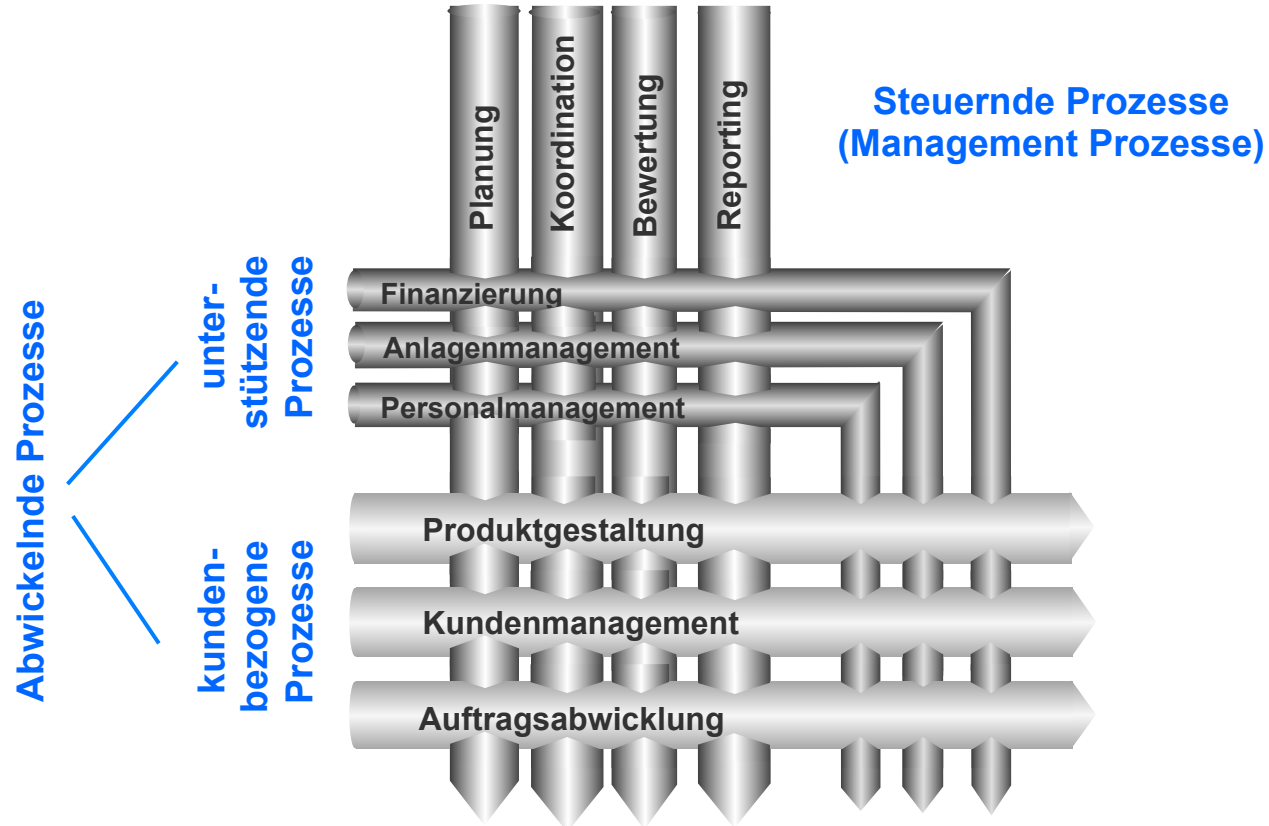 Planung
Koordination
Bewertung
Reporting
Steuernde Prozesse
(Management Prozesse)
Abwickelnde Prozesse
unter-
stützende
Prozesse
Finanzierung
Anlagenmanagement
Personalmanagement
kunden-
bezogene
Prozesse
Produktgestaltung
Kundenmanagement
Auftragsabwicklung